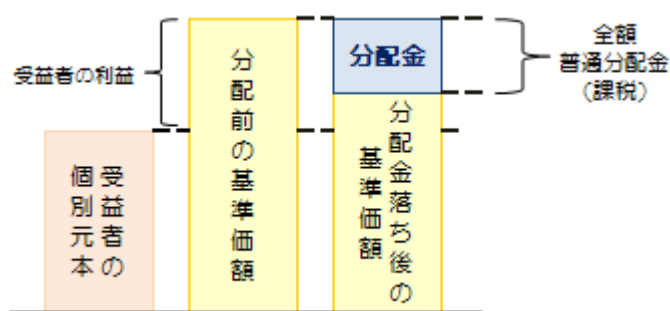 受益者の利益
受益者の
個別元本
分配前の基準価額
分配金
分配金落ち後の
基準価額
全額
普通分配金
(課税)